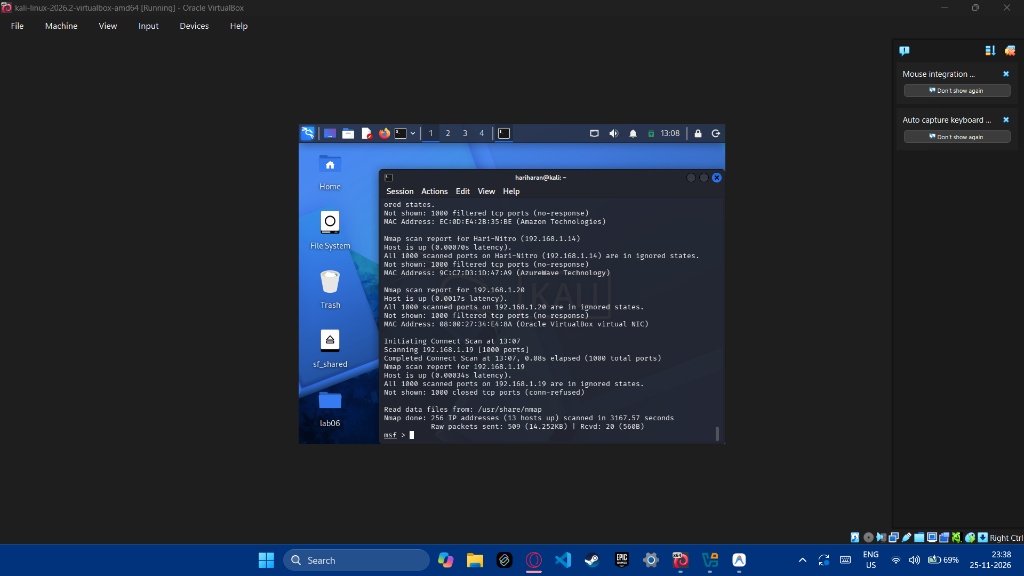 kali-linux-2026.2-virtualbox-amd64 [Running] - Oracle VirtualBox
File Machine View Input Devices Help
Mouse integration ...
Don't show again
Auto capture keyboard ...
Don't show again
1 2 3 4 13:08
Home
File System
Trash
sf_shared
lab06
hariharan@kali: ~
Session Actions Edit View Help
ored states.
Not shown: 1000 filtered tcp ports (no-response)
MAC Address: EC:0D:E4:2B:35:BE (Amazon Technologies)
Nmap scan report for Hari-Nitro (192.168.1.14)
Host is up (0.00070s latency).
All 1000 scanned ports on Hari-Nitro (192.168.1.14) are in ignored states.
Not shown: 1000 filtered tcp ports (no-response)
MAC Address: 9C:C7:D3:1D:47:A9 (AzureWave Technology)
Nmap scan report for 192.168.1.20
Host is up (0.0017s latency).
All 1000 scanned ports on 192.168.1.20 are in ignored states.
Not shown: 1000 filtered tcp ports (no-response)
MAC Address: 08:00:27:34:E4:8A (Oracle VirtualBox virtual NIC)
Initiating Connect Scan at 13:07
Scanning 192.168.1.19 [1000 ports]
Completed Connect Scan at 13:07, 0.08s elapsed (1000 total ports)
Nmap scan report for 192.168.1.19
Host is up (0.00034s latency).
All 1000 scanned ports on 192.168.1.19 are in ignored states.
Not shown: 1000 closed tcp ports (conn-refused)
Read data files from: /usr/share/nmap
Nmap done: 256 IP addresses (13 hosts up) scanned in 3167.57 seconds
Raw packets sent: 509 (14.252KB) | Rcvd: 20 (560B)
msf >
KALI
Right Ctrl
Search
EPIC
ENG
US
69%
23:38
25-11-2026